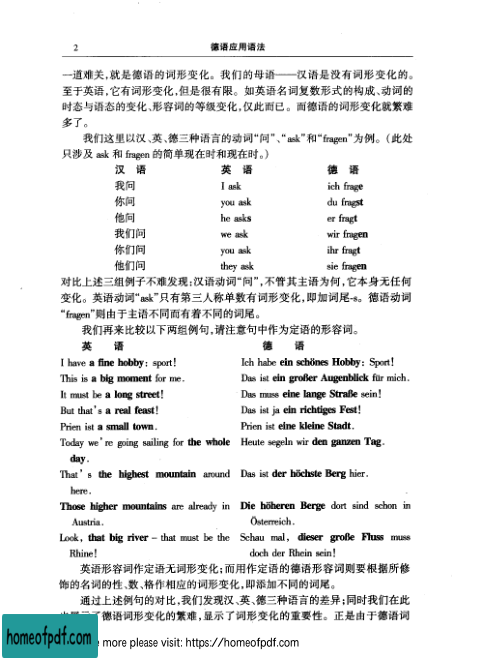 2 德语应用语法
一道难关,就是德语的词形变化。我们的母语——汉语是没有词形变化的。
至于英语,它有词形变化,但是很有限。如英语名词复数形式的构成、动词的
时态与语态的变化、形容词的等级变化,仅此而已。而德语的词形变化就繁难
多了。
我们这里以汉、英、德三种语言的动词“问”、“ask”和“fragen”为例。(此处
只涉及 ask 和 fragen 的简单现在时和现在时。)
汉 语 英 语 德 语
我问 I ask ich frage
你问 you ask du fragst
他问 he asks er fragt
我们问 we ask wir fragen
你们问 you ask ihr fragt
他们问 they ask sie fragen
对比上述三组例子不难发现:汉语动词“问”,不管其主语为何,它本身无任何
变化。英语动词“ask”只有第三人称单数有词形变化,即加词尾-s。德语动词
“fragen”则由于主语不同而有着不同的词尾。
我们再来比较以下两组例句,请注意句中作为定语的形容词。
英 语 德 语
I have a fine hobby: sport! Ich habe ein schönes Hobby: Sport!
This is a big moment for me. Das ist ein großer Augenblick für mich.
It must be a long street! Das muss eine lange Straße sein!
But that's a real feast! Das ist ja ein richtiges Fest!
Prien ist a small town. Prien ist eine kleine Stadt.
Today we're going sailing for the whole Heute segeln wir den ganzen Tag.
day.
That's the highest mountain around Das ist der höchste Berg hier.
here.
Those higher mountains are already in Die höheren Berge dort sind schon in
Austria. Österreich.
Look, that big river – that must be the Schau mal, dieser große Fluss muss
Rhine! doch der Rhein sein!
英语形容词作定语无词形变化;而用作定语的德语形容词则要根据所修
饰的名词的性、数、格作相应的词形变化,即添加不同的词尾。
通过上述例句的对比,我们发现汉、英、德三种语言的差异;同时我们在此
了德语词形变化的繁难,显示了词形变化的重要性。正是由于德语词
homeofpdf.com
e more please visit: https://homeofpdf.com